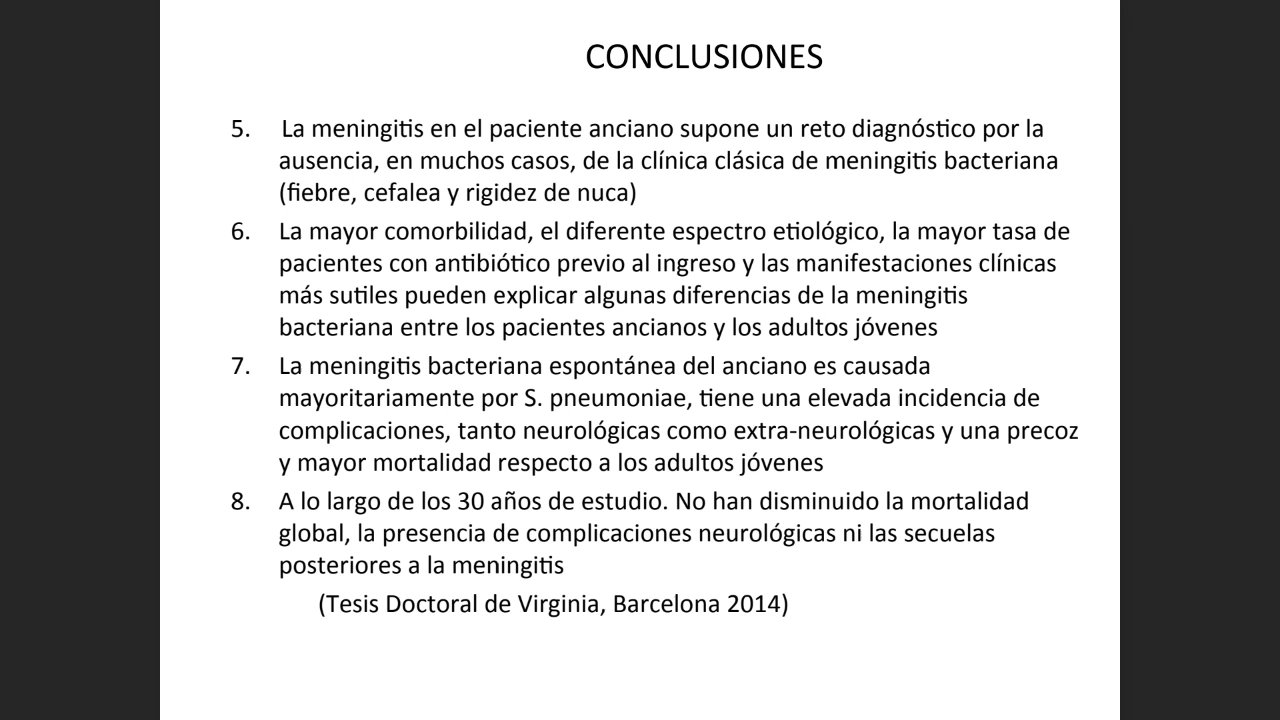 CONCLUSIONES
5. La meningitis en el paciente anciano supone un reto diagnóstico por la
ausencia, en muchos casos, de la clínica clásica de meningitis bacteriana
(fiebre, cefalea y rigidez de nuca)
6. La mayor comorbilidad, el diferente espectro etiológico, la mayor tasa de
pacientes con antibiótico previo al ingreso y las manifestaciones clínicas
más sutiles pueden explicar algunas diferencias de la meningitis
bacteriana entre los pacientes ancianos y los adultos jóvenes
7. La meningitis bacteriana espontánea del anciano es causada
mayoritariamente por S. pneumoniae, tiene una elevada incidencia de
complicaciones, tanto neurológicas como extra-neurológicas y una precoz
y mayor mortalidad respecto a los adultos jóvenes
8. A lo largo de los 30 años de estudio. No han disminuido la mortalidad
global, la presencia de complicaciones neurológicas ni las secuelas
posteriores a la meningitis
(Tesis Doctoral de Virginia, Barcelona 2014)